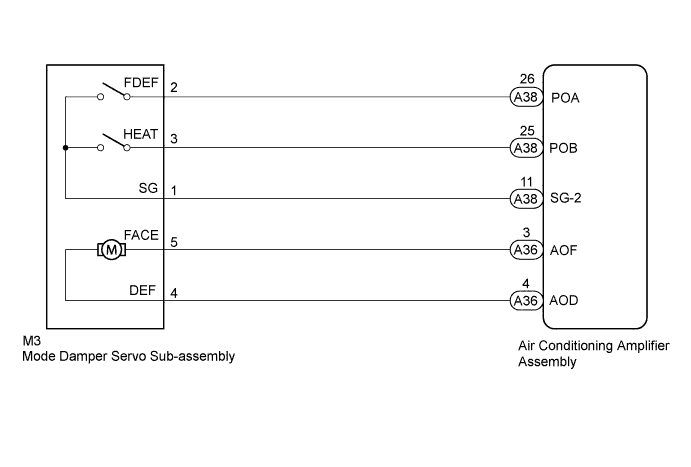 FDEF 2 26 A38 POA
HEAT 3 25 A38 POB
SG 1 11 A38 SG-2
FACE 5 3 A36 AOF
M
DEF 4 4 A36 AOD
M3
Mode Damper Servo Sub-assembly
Air Conditioning Amplifier
Assembly